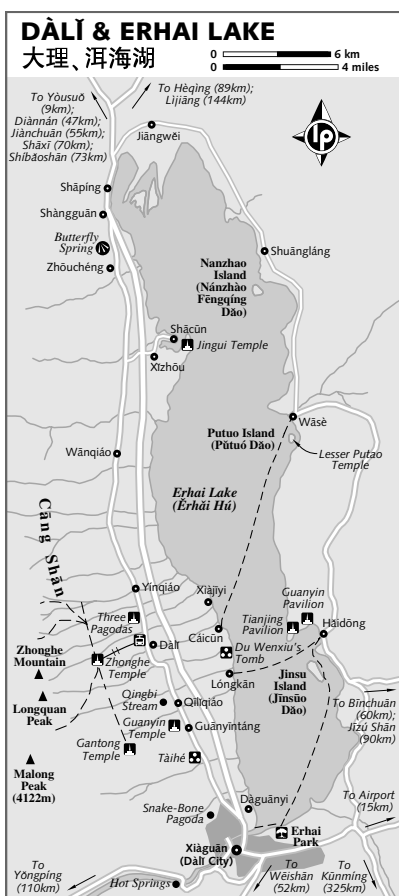 DÀLǏ & ERHAI LAKE
大理、洱海湖
0 6 km
0 4 miles
To Yòusuǒ
(9km);
Diànnán (47km)
Jiànchuān (55km);
Shāxī (70km);
Shíbǎoshān (73km)
To Hèqìng (89km);
Lìjiāng (144km)
lp
Jiāngwěi
Shāpíng
Shàngguān
Butterfly
Spring
Zhōuchéng
Shuāngláng
Nanzhao
Island
(Nánzhào
Fēngqíng
Dǎo)
Shācūn
Jingui Temple
Xīzhōu
Wāsè
Putuo Island
(Pǔtuó Dǎo)
Lesser Putao
Temple
Wānqiáo
Erhai Lake
(Ěrhǎi Hú)
Cāng Shān
Yínqiáo
Xiàjīyì
Guanyin
Pavilion
Three
Pagodas
Tianjing
Pavilion
Hǎidōng
Cáicūn
Dàlǐ
Du Wenxiu's
Tomb
Zhonghe
Mountain
Zhonghe
Temple
Lóngkān
Jinsu
Island
(Jīnsuō
Dǎo)
To Bīnchuān
(60km);
Jīzú Shān
(90km)
Longquan
Peak
Qingbi
Stream
Qīlǐqiáo
Guanyin
Temple
Guānyīntáng
Gantong
Temple
Tàihé
Malong
Peak
(4122m)
Dàguānyì
To Airport
(15km)
Snake-Bone
Pagoda
Erhai
Park
Xiàguān
(Dàlǐ City)
To
Yǒngpíng
(110km)
Hot Springs
To
Wēishān
(52km)
To
Kūnmíng
(325km)